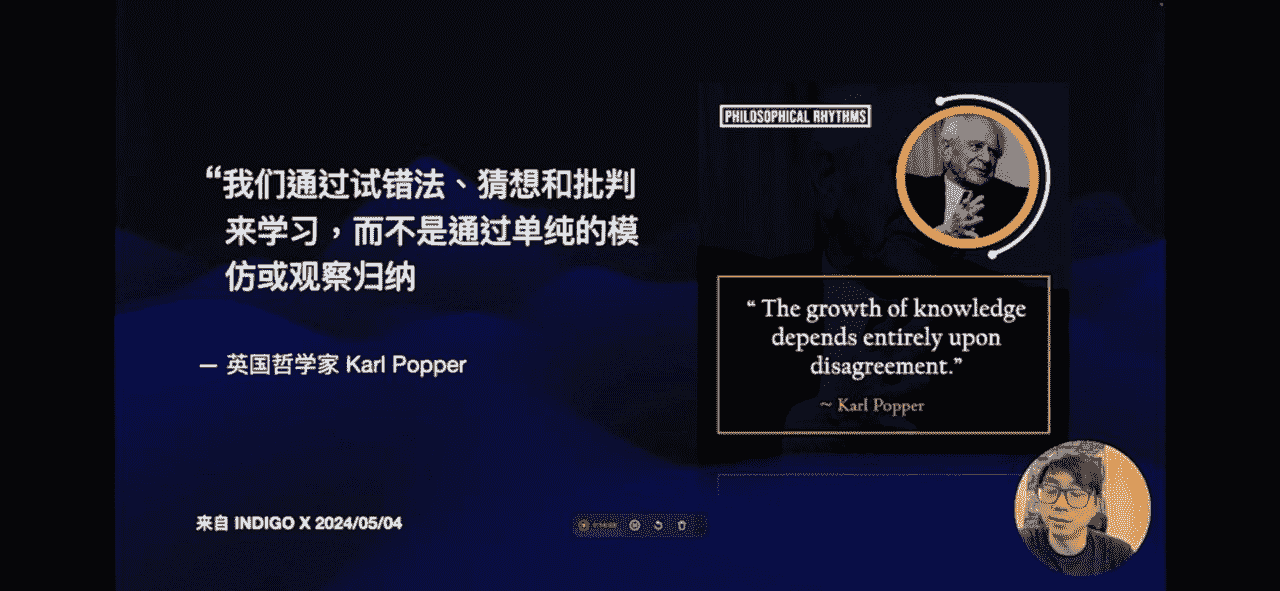 “我们通过试错法、猜想和批判
来学习，而不是通过单纯的模
仿或观察归纳
— 英国哲学家 Karl Popper
来自 INDIGO X 2024/05/04
PHILOSOPHICAL RHYTHMS
“ The growth of knowledge
depends entirely upon
disagreement.”
~ Karl Popper